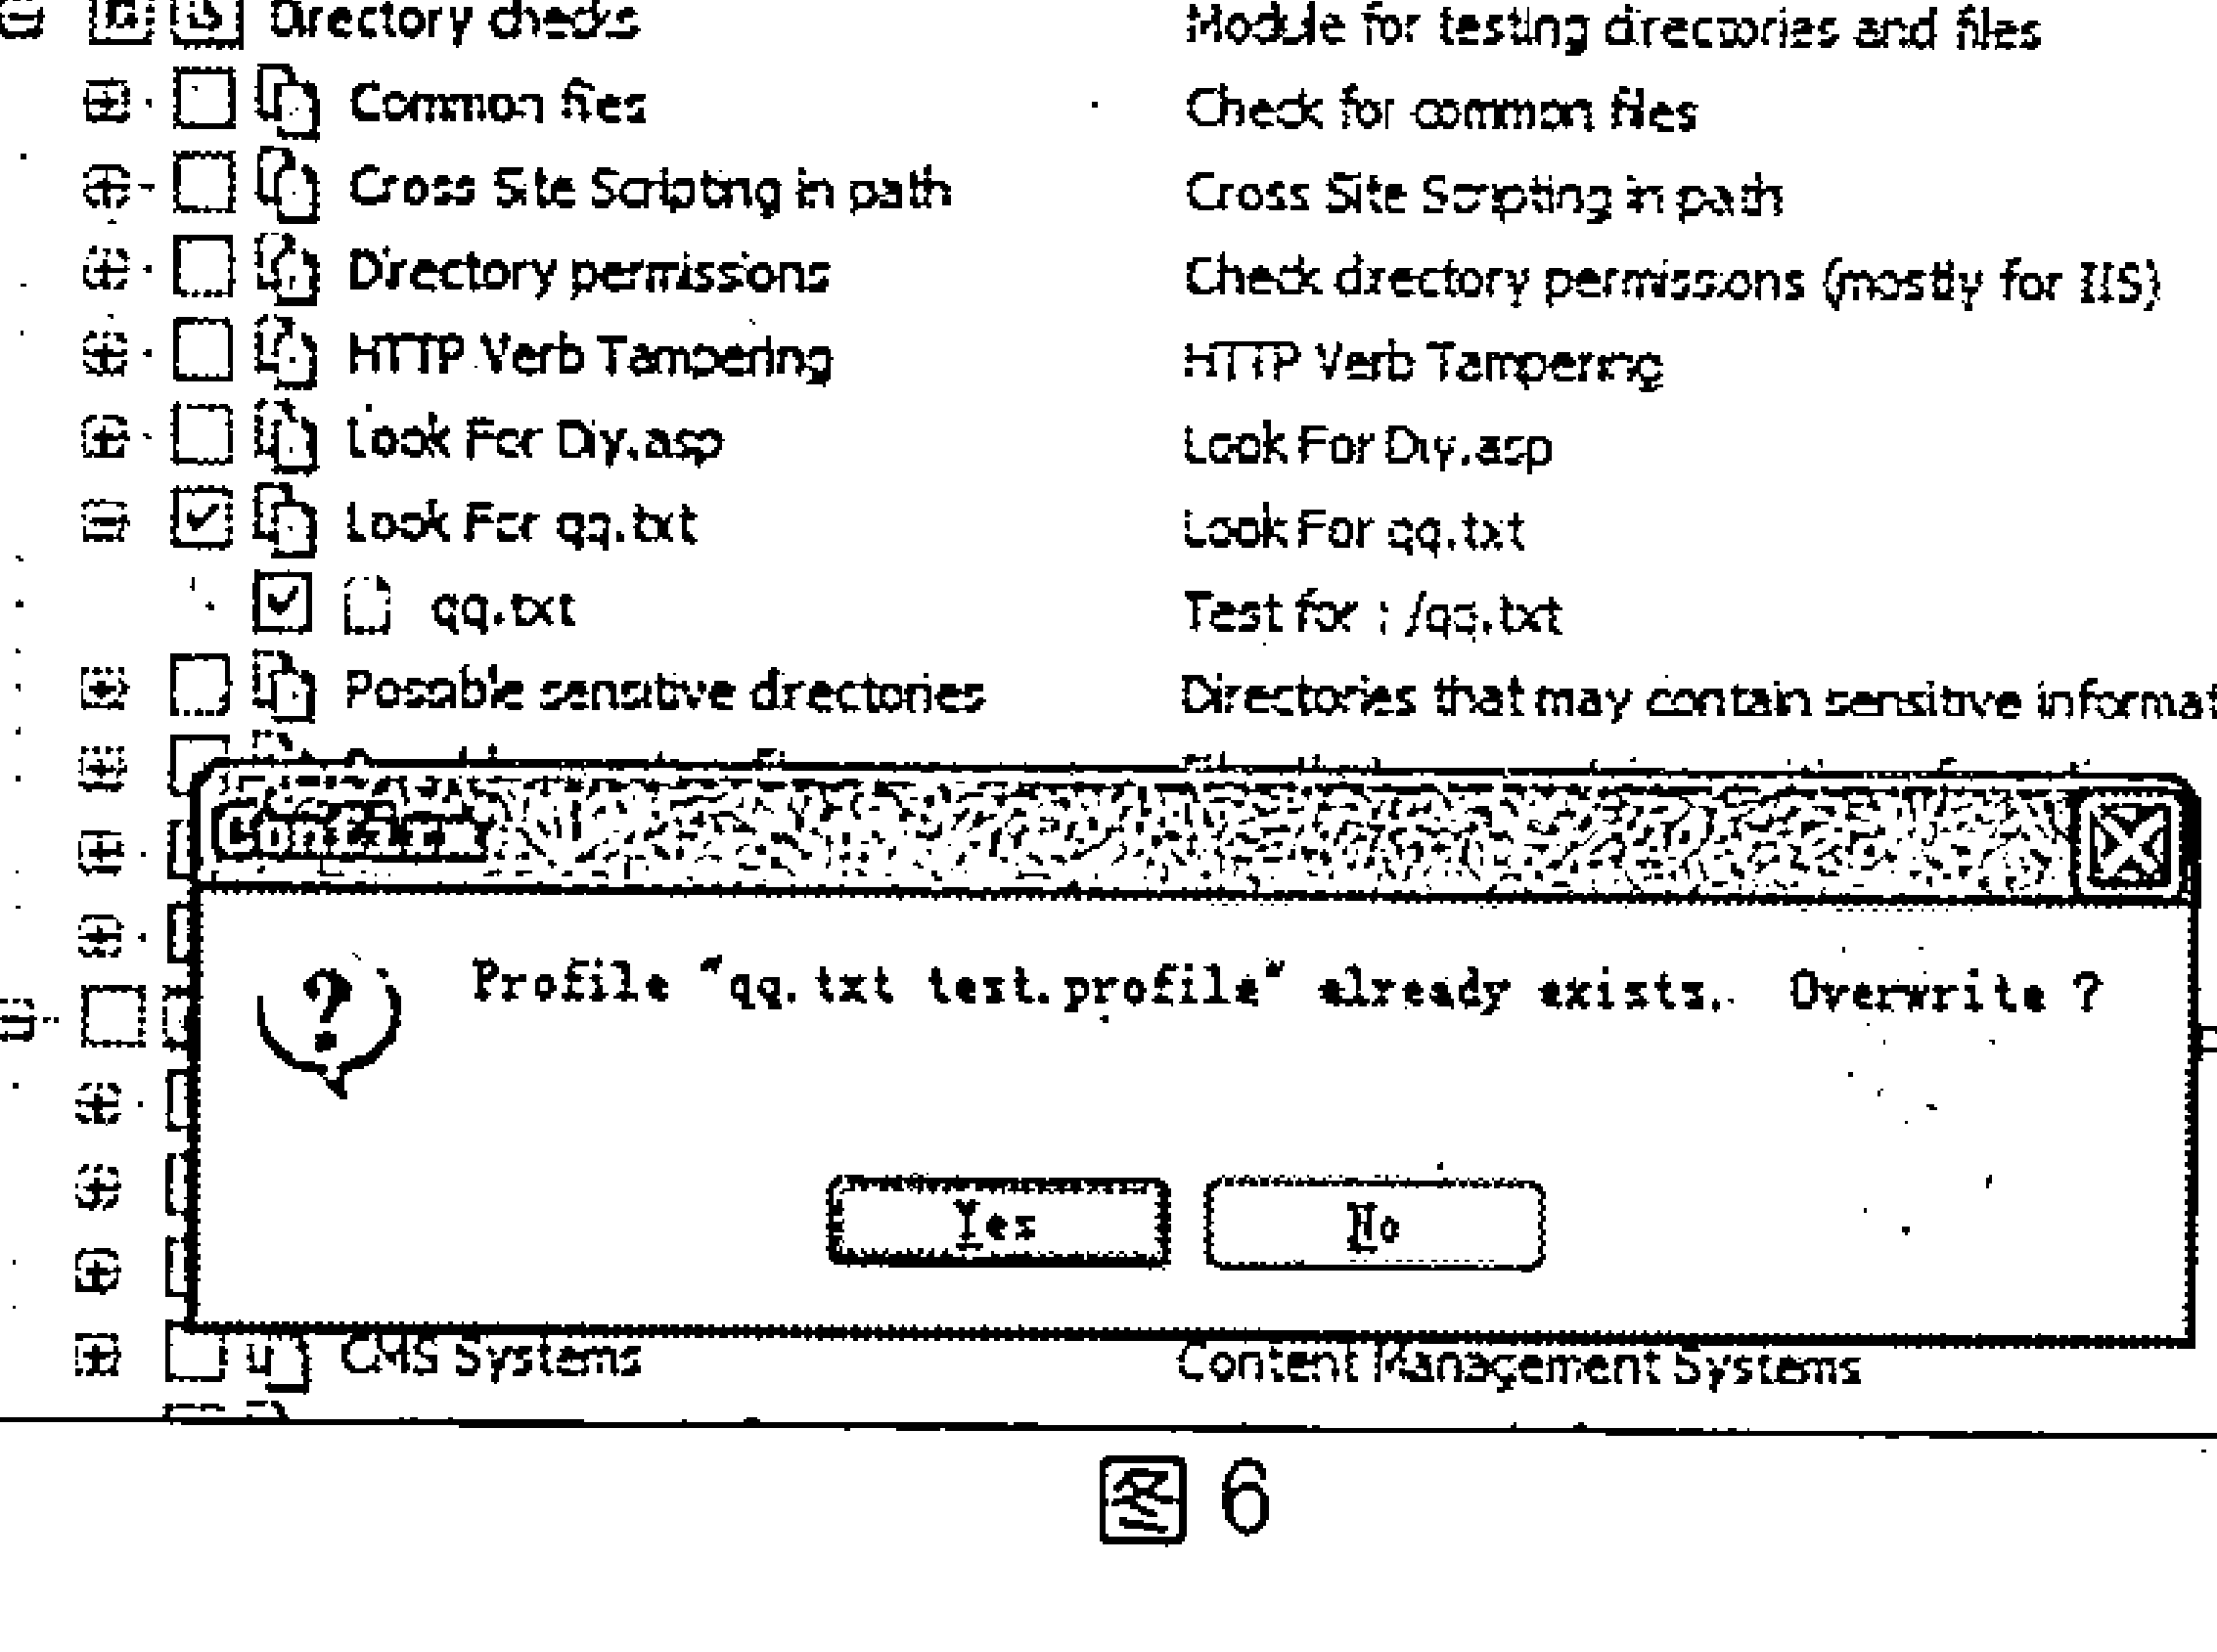 Directory checks Module for testing directories and files
Common files Check for common files
Cross Site Scripting in path Cross Site Scripting in path
Directory permissions Check directory permissions (mostly for IIS)
HTTP Verb Tampering HTTP Verb Tampering
Look For Diy.asp Look For Diy.asp
Look For qq.txt Look For qq.txt
qq.txt Test for : /qq.txt
Possable sensitive directories Directories that may contain sensitive informat
Confirm
Profile "qq.txt test.profile" already exists. Overwrite ?
Yes No
CMS Systems Content Management Systems
图 6